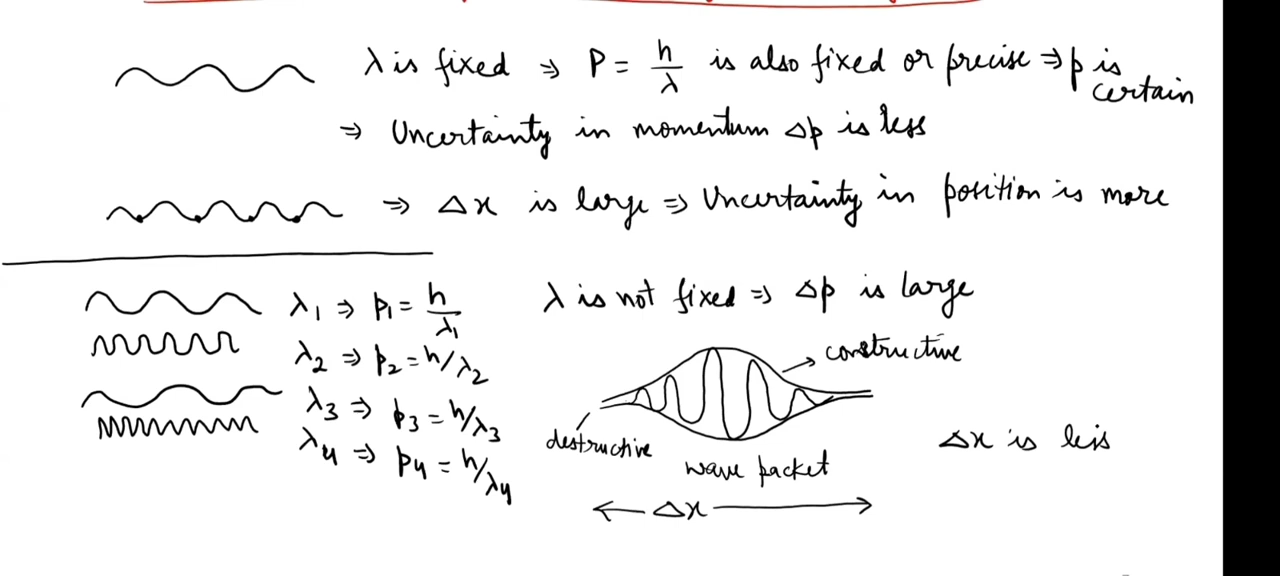 λ is fixed ⇒ P = h/λ is also fixed or precise ⇒ p is certain
⇒ Uncertainty in momentum Δp is less
⇒ Δx is large ⇒ Uncertainty in position is more
λ1 ⇒ p1 = h/λ1
λ2 ⇒ p2 = h/λ2
λ3 ⇒ p3 = h/λ3
λ4 ⇒ p4 = h/λ4
λ is not fixed ⇒ Δp is large
constructive
destructive
wave packet
Δx
Δx is less